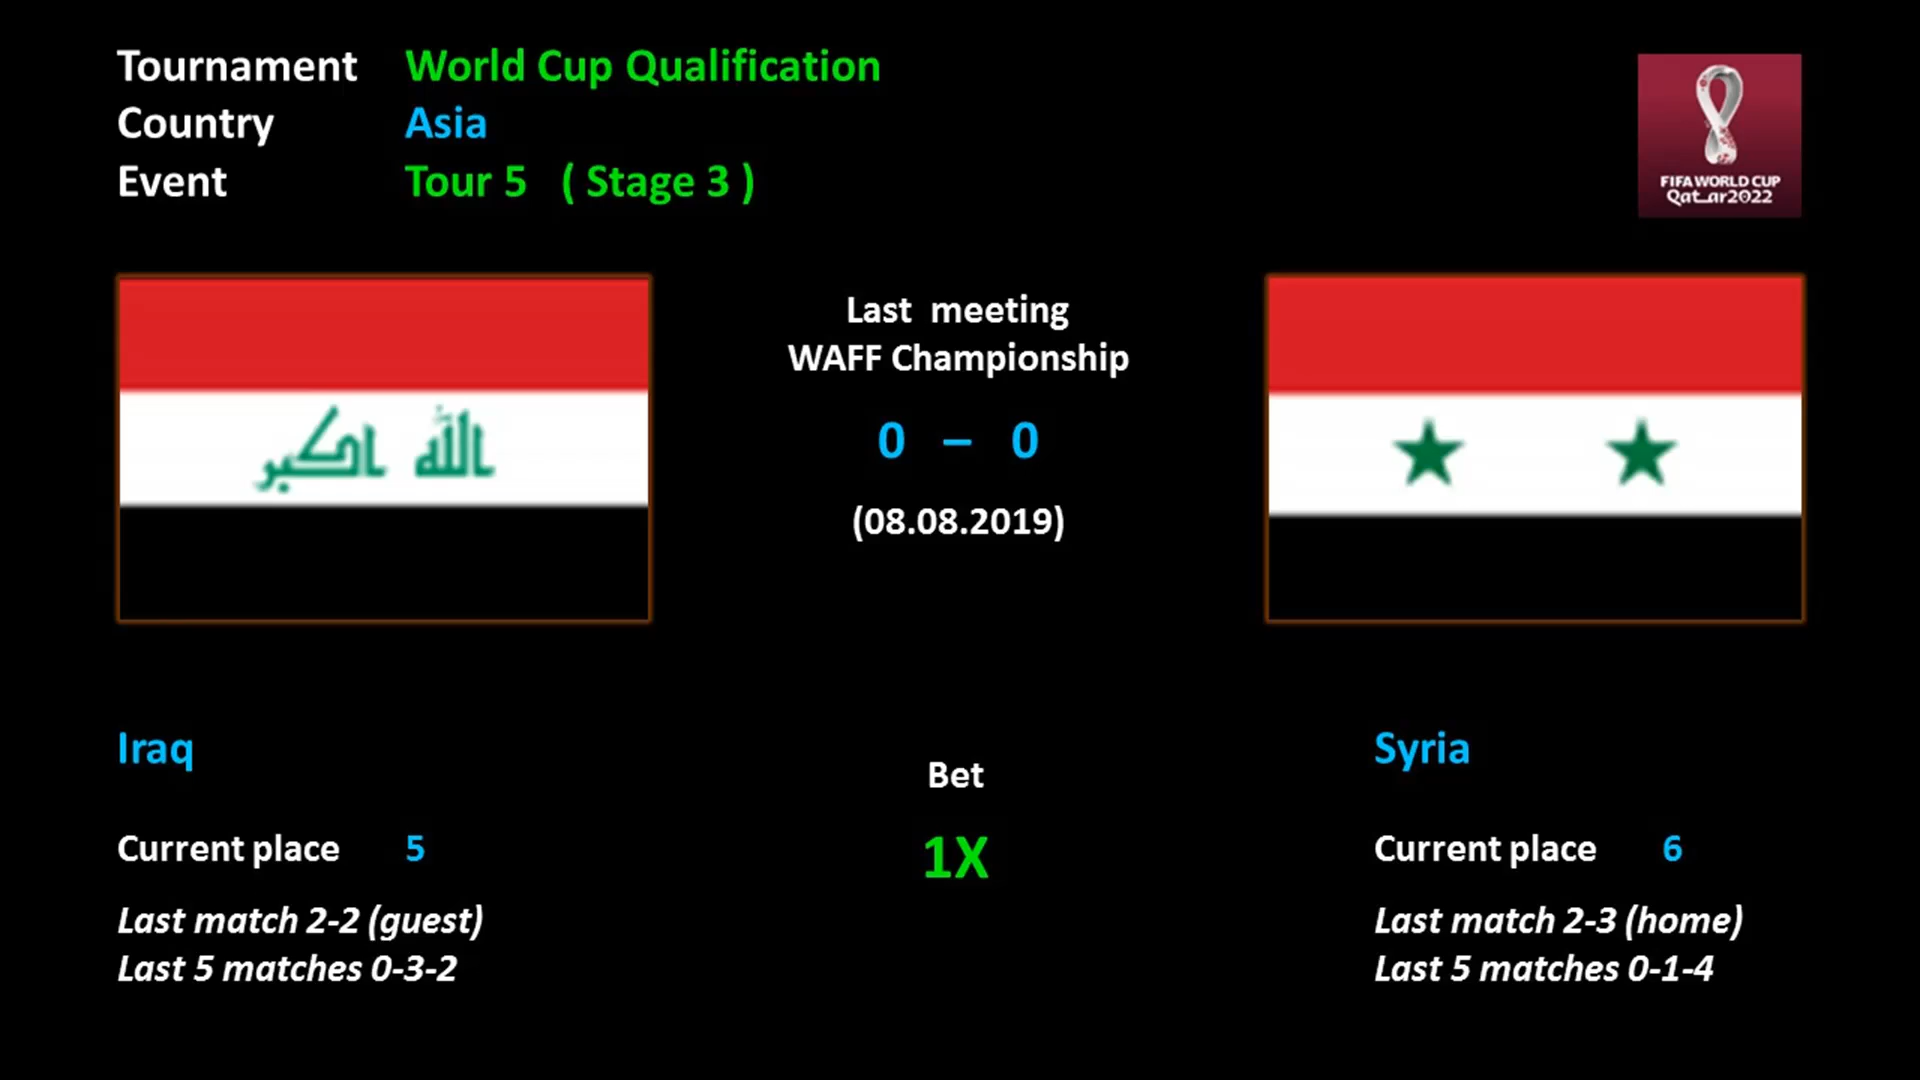 Tournament World Cup Qualification
Country Asia
Event Tour 5 ( Stage 3 )
FIFA WORLD CUP
Qatar2022
Last meeting
WAFF Championship
0 – 0
(08.08.2019)
الله اكبر
Iraq
Current place 5
Last match 2-2 (guest)
Last 5 matches 0-3-2
Bet
1X
Syria
Current place 6
Last match 2-3 (home)
Last 5 matches 0-1-4